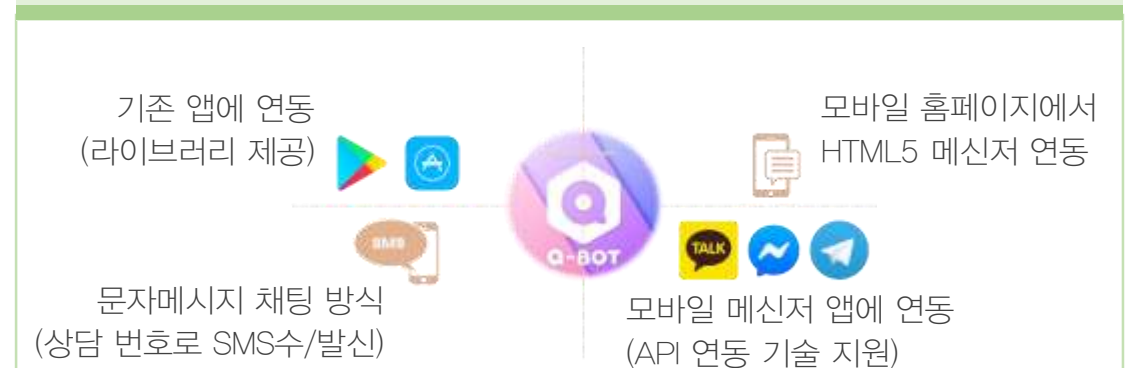 기존 앱에 연동
(라이브러리 제공)
모바일 홈페이지에서
HTML5 메신저 연동
SMS
TALK
Q-BOT
문자메시지 채팅 방식
(상담 번호로 SMS수/발신)
모바일 메신저 앱에 연동
(API 연동 기술 지원)